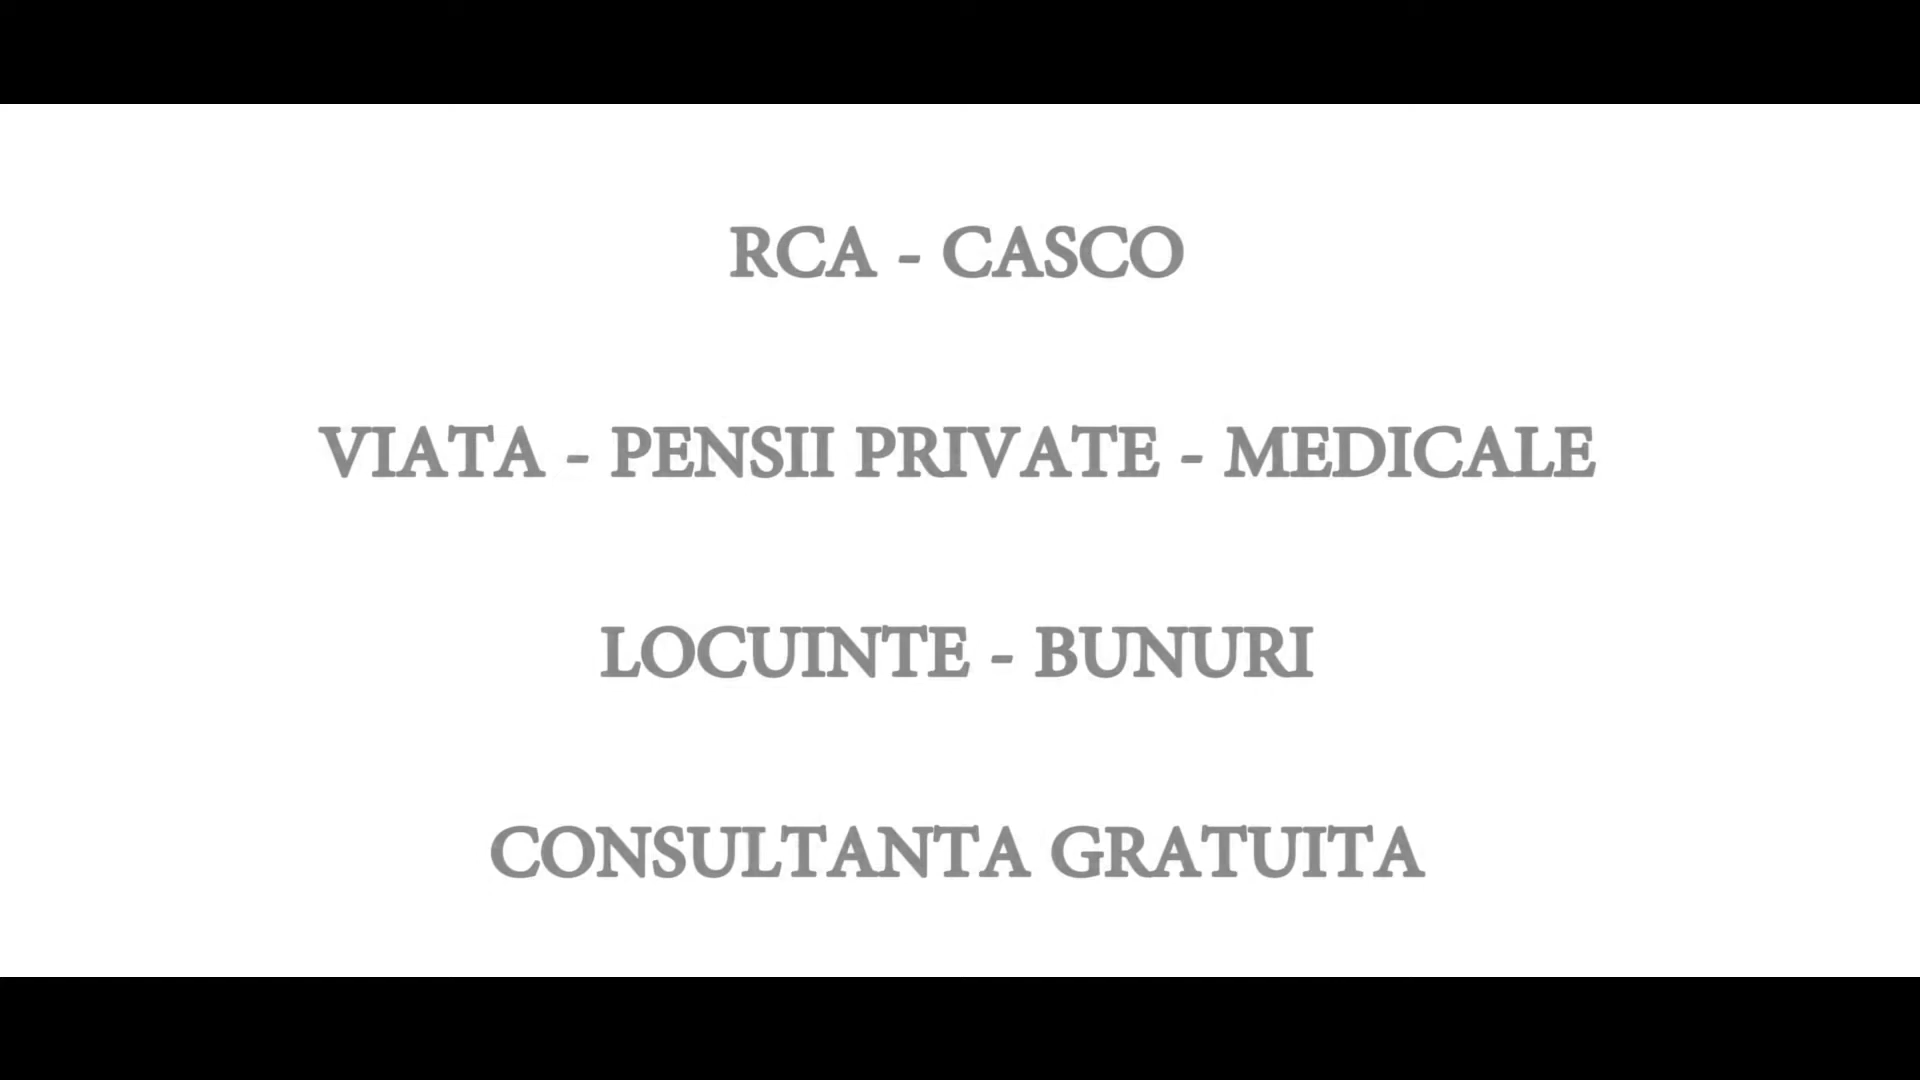 RCA - CASCO
VIATA - PENSII PRIVATE - MEDICALE
LOCUINTE - BUNURI
CONSULTANTA GRATUITA